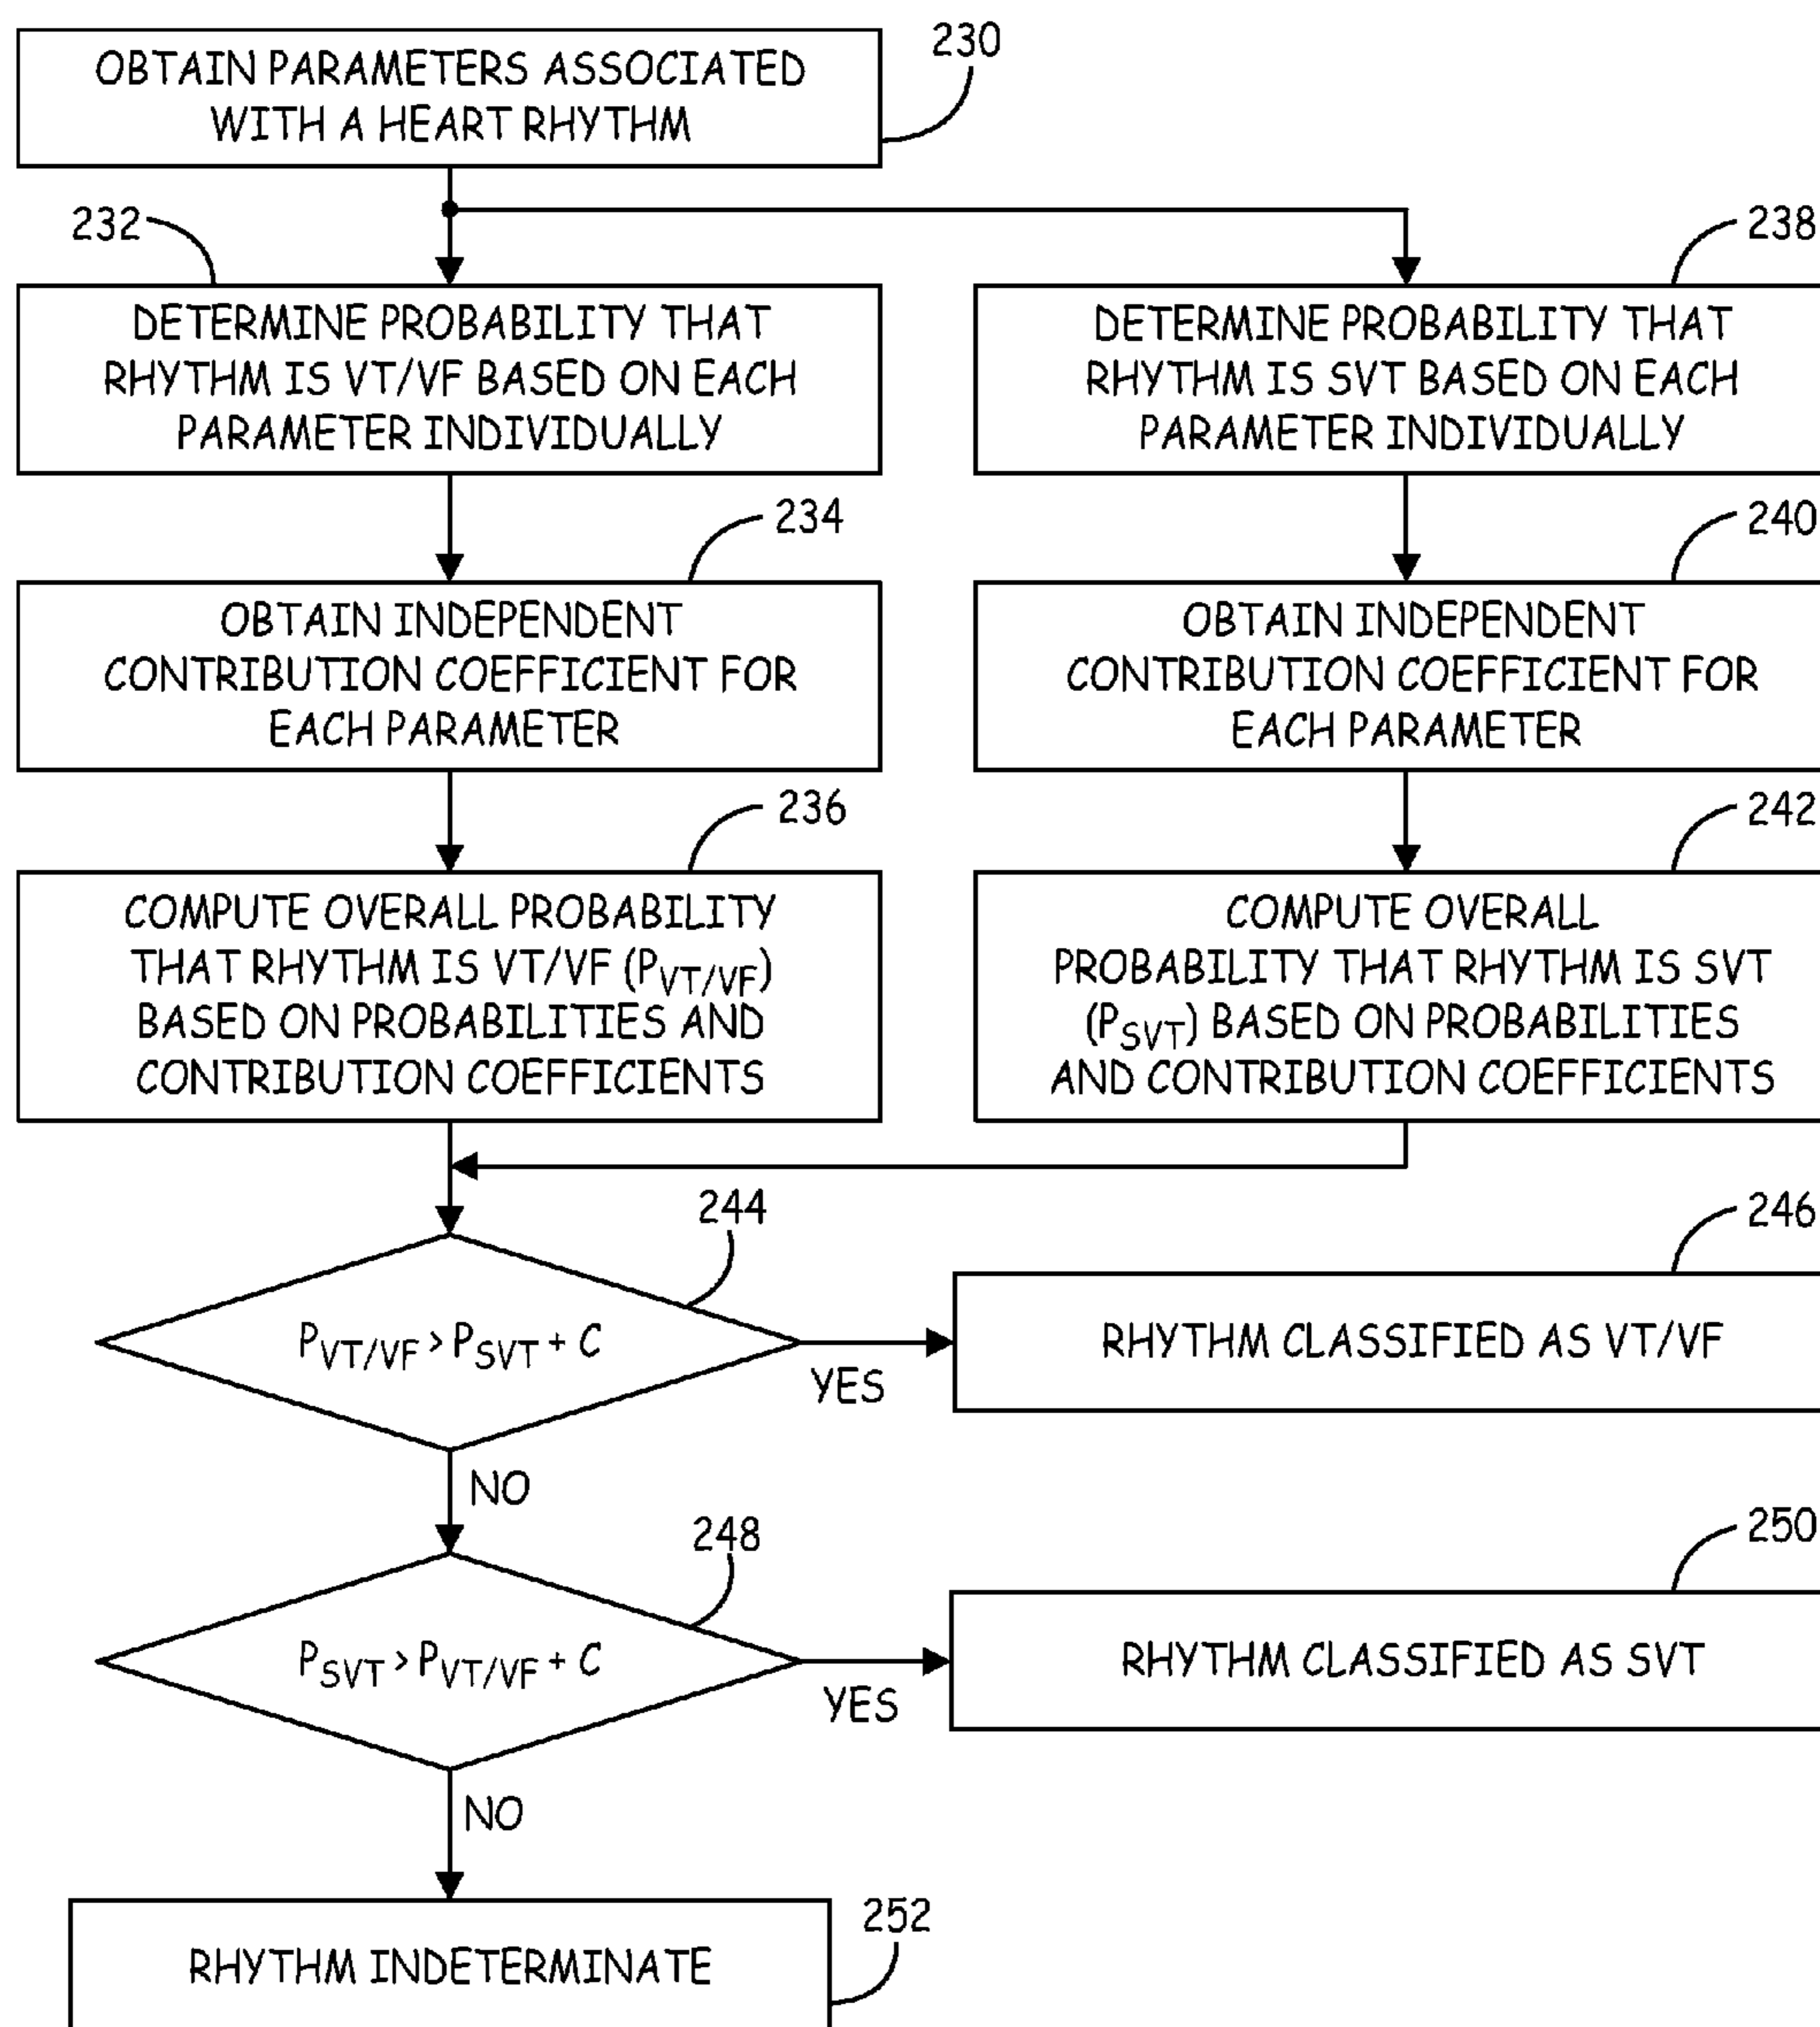 OBTAIN PARAMETERS ASSOCIATED
WITH A HEART RHYTHM
230
232
238
DETERMINE PROBABILITY THAT
RHYTHM IS VT/VF BASED ON EACH
PARAMETER INDIVIDUALLY
DETERMINE PROBABILITY THAT
RHYTHM IS SVT BASED ON EACH
PARAMETER INDIVIDUALLY
234
240
OBTAIN INDEPENDENT
CONTRIBUTION COEFFICIENT FOR
EACH PARAMETER
OBTAIN INDEPENDENT
CONTRIBUTION COEFFICIENT FOR
EACH PARAMETER
236
242
COMPUTE OVERALL PROBABILITY
THAT RHYTHM IS VT/VF (PVT/VF)
BASED ON PROBABILITIES AND
CONTRIBUTION COEFFICIENTS
COMPUTE OVERALL
PROBABILITY THAT RHYTHM IS SVT
(PSVT) BASED ON PROBABILITIES
AND CONTRIBUTION COEFFICIENTS
244
246
PVT/VF > PSVT + C
YES
RHYTHM CLASSIFIED AS VT/VF
NO
248
250
PSVT > PVT/VF + C
YES
RHYTHM CLASSIFIED AS SVT
NO
252
RHYTHM INDETERMINATE